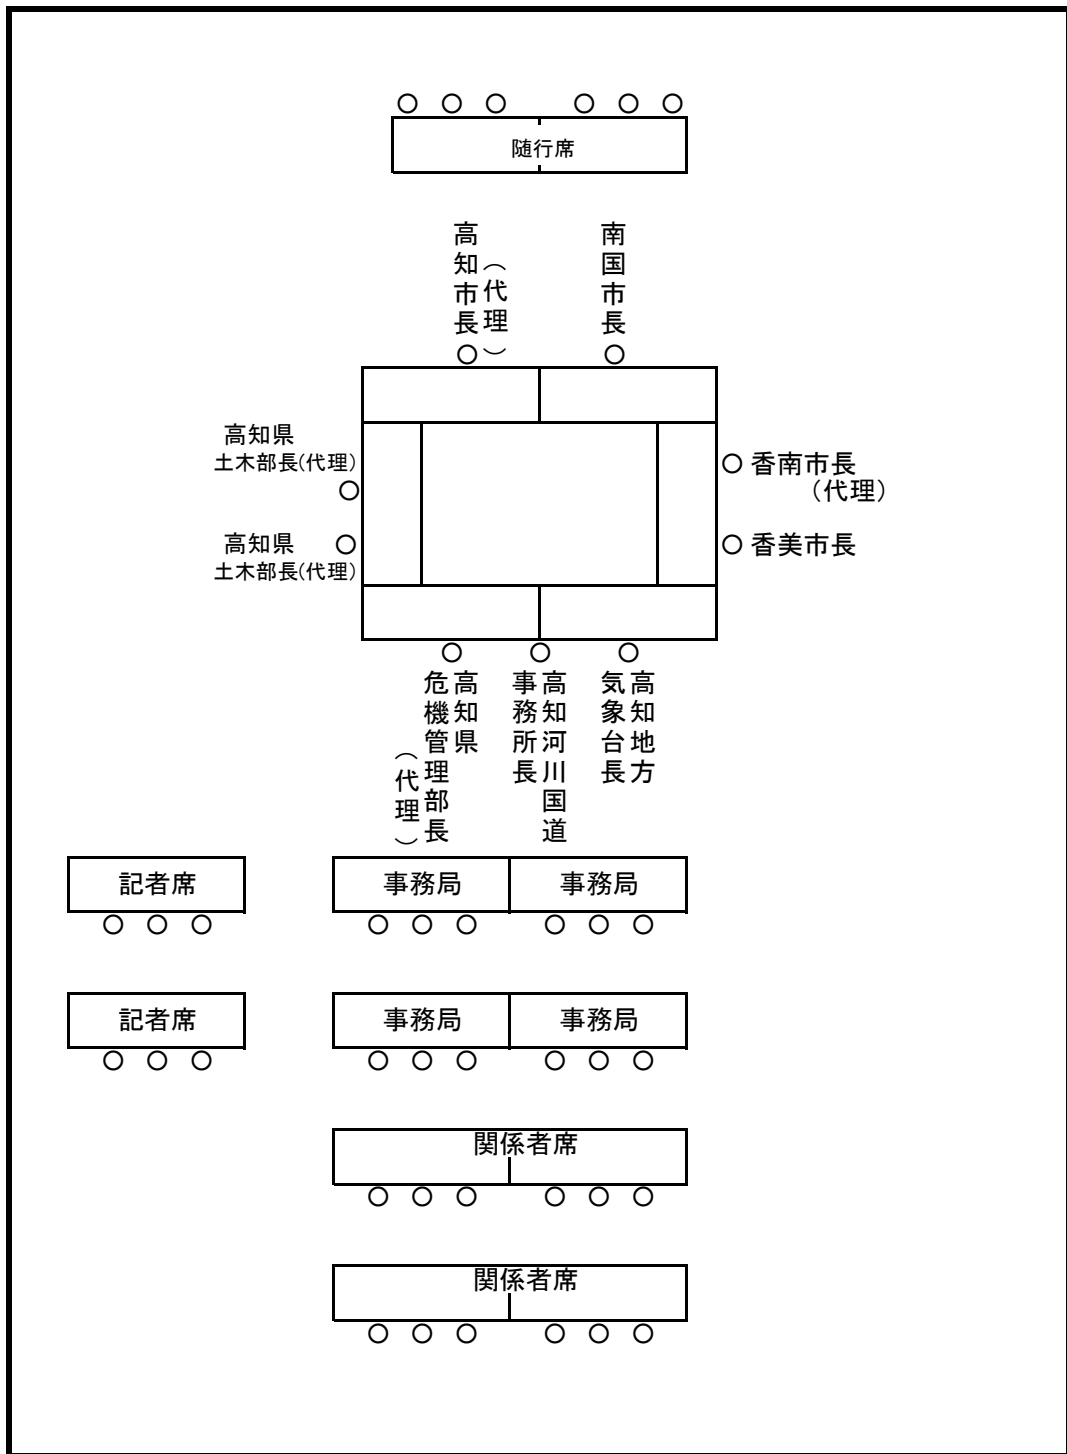 随行席
高知市長
（代理）
南国市長
高知県
土木部長(代理)
香南市長
（代理）
高知県
土木部長(代理)
香美市長
高知県
危機管理部長
（代理）
高知河川国道
事務所長
高知地方
気象台長
記者席
事務局
事務局
記者席
事務局
事務局
関係者席
関係者席